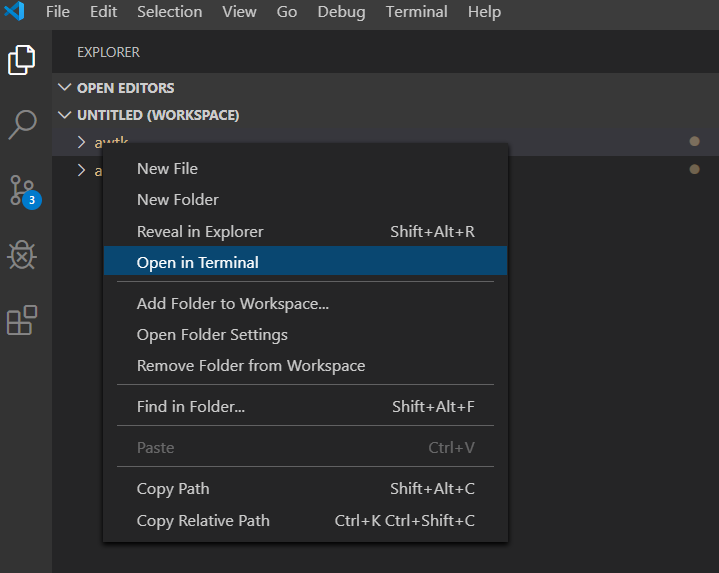 File Edit Selection View Go Debug Terminal Help
EXPLORER
OPEN EDITORS
UNTITLED (WORKSPACE)
awtk
a
3
New File
New Folder
Reveal in Explorer Shift+Alt+R
Open in Terminal
Add Folder to Workspace...
Open Folder Settings
Remove Folder from Workspace
Find in Folder... Shift+Alt+F
Paste Ctrl+V
Copy Path Shift+Alt+C
Copy Relative Path Ctrl+K Ctrl+Shift+C